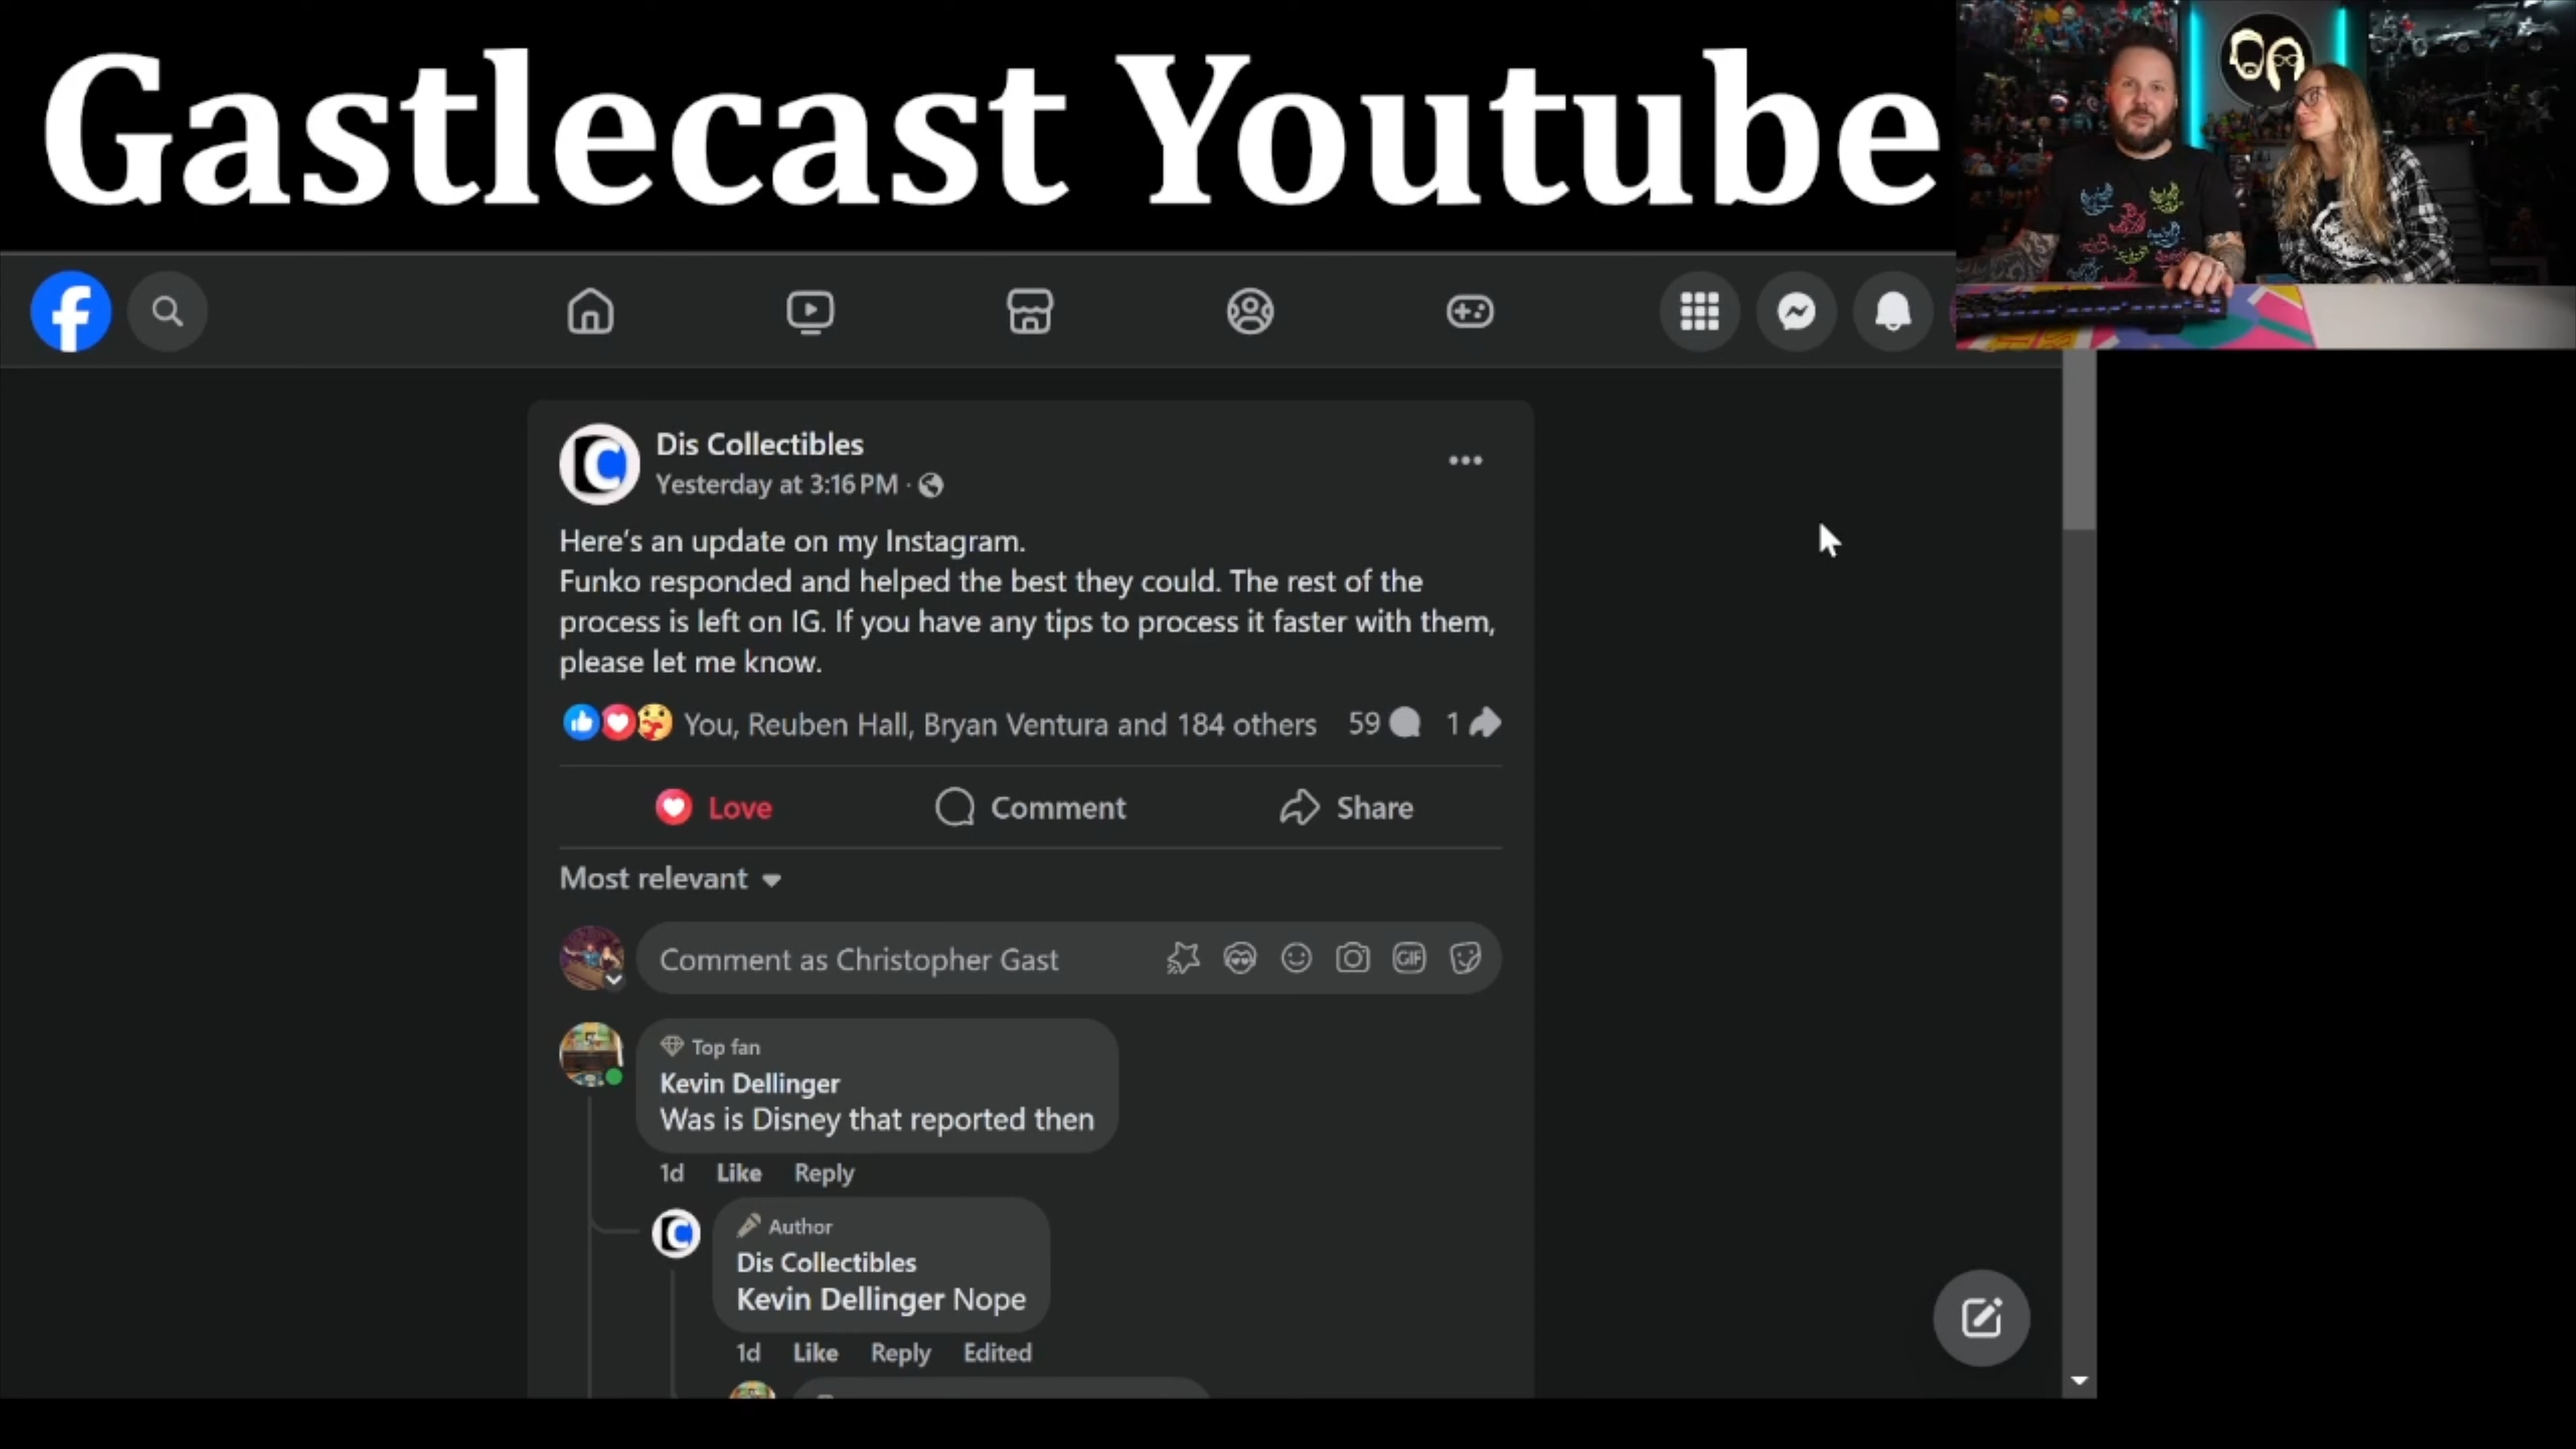 Gastlecast Youtube
Dis Collectibles
Yesterday at 3:16 PM ·
Here's an update on my Instagram.
Funko responded and helped the best they could. The rest of the
process is left on IG. If you have any tips to process it faster with them,
please let me know.
You, Reuben Hall, Bryan Ventura and 184 others 59 1
Love Comment Share
Most relevant
Comment as Christopher Gast GIF
Top fan
Kevin Dellinger
Was is Disney that reported then
1d Like Reply
Author
Dis Collectibles
Kevin Dellinger Nope
1d Like Reply Edited